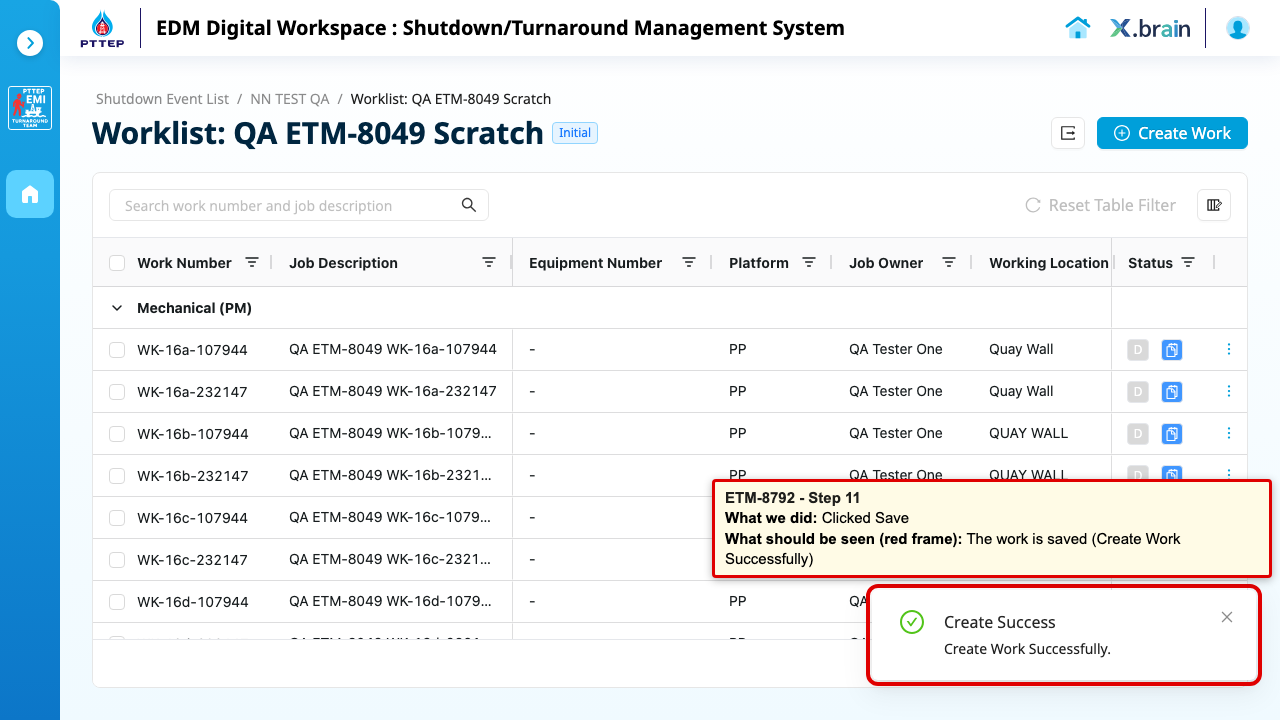 PTTEP
EDM Digital Workspace : Shutdown/Turnaround Management System
X.brain
PTTEP
EMI
TURNAROUND
TEAM
Shutdown Event List / NN TEST QA / Worklist: QA ETM-8049 Scratch
Worklist: QA ETM-8049 Scratch Initial
Create Work
Search work number and job description
Reset Table Filter
Work Number Job Description Equipment Number Platform Job Owner Working Location Status
Mechanical (PM)
WK-16a-107944 QA ETM-8049 WK-16a-107944 - PP QA Tester One Quay Wall D
WK-16a-232147 QA ETM-8049 WK-16a-232147 - PP QA Tester One Quay Wall D
WK-16b-107944 QA ETM-8049 WK-16b-1079... - PP QA Tester One QUAY WALL D
WK-16b-232147 QA ETM-8049 WK-16b-2321... - PP QA Tester One QUAY WALL D
WK-16c-107944 QA ETM-8049 WK-16c-1079... -
WK-16c-232147 QA ETM-8049 WK-16c-2321... -
WK-16d-107944 QA ETM-8049 WK-16d-1079... - PP QA
ETM-8792 - Step 11
What we did: Clicked Save
What should be seen (red frame): The work is saved (Create Work
Successfully)
Create Success
Create Work Successfully.